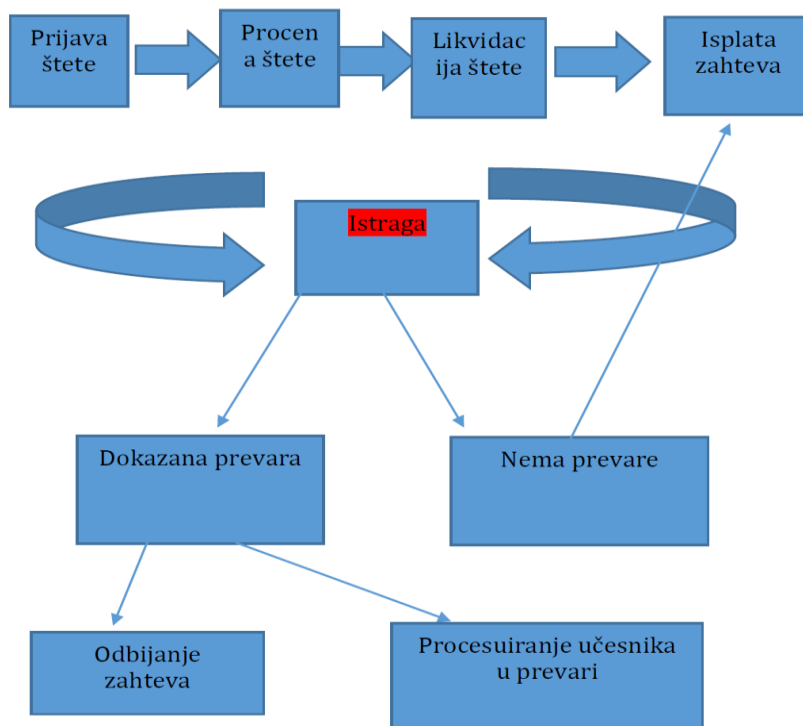 Prijava
štete
Procen
a štete
Likvidac
ija štete
Isplata
zahteva
Istraga
Dokazana prevara
Nema prevare
Odbijanje
zahteva
Procesuiranje učesnika
u prevari